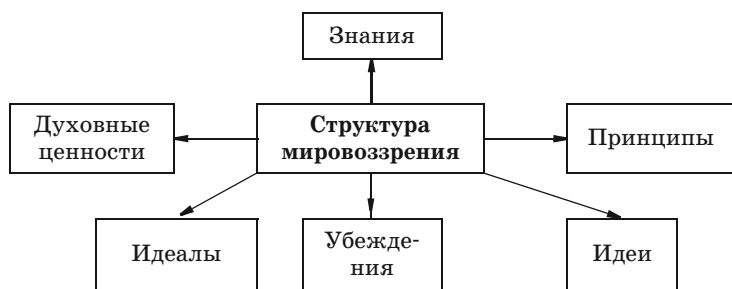 Знания
Духовные
ценности
Структура
мировоззрения
Принципы
Идеалы
Убежде-
ния
Идеи